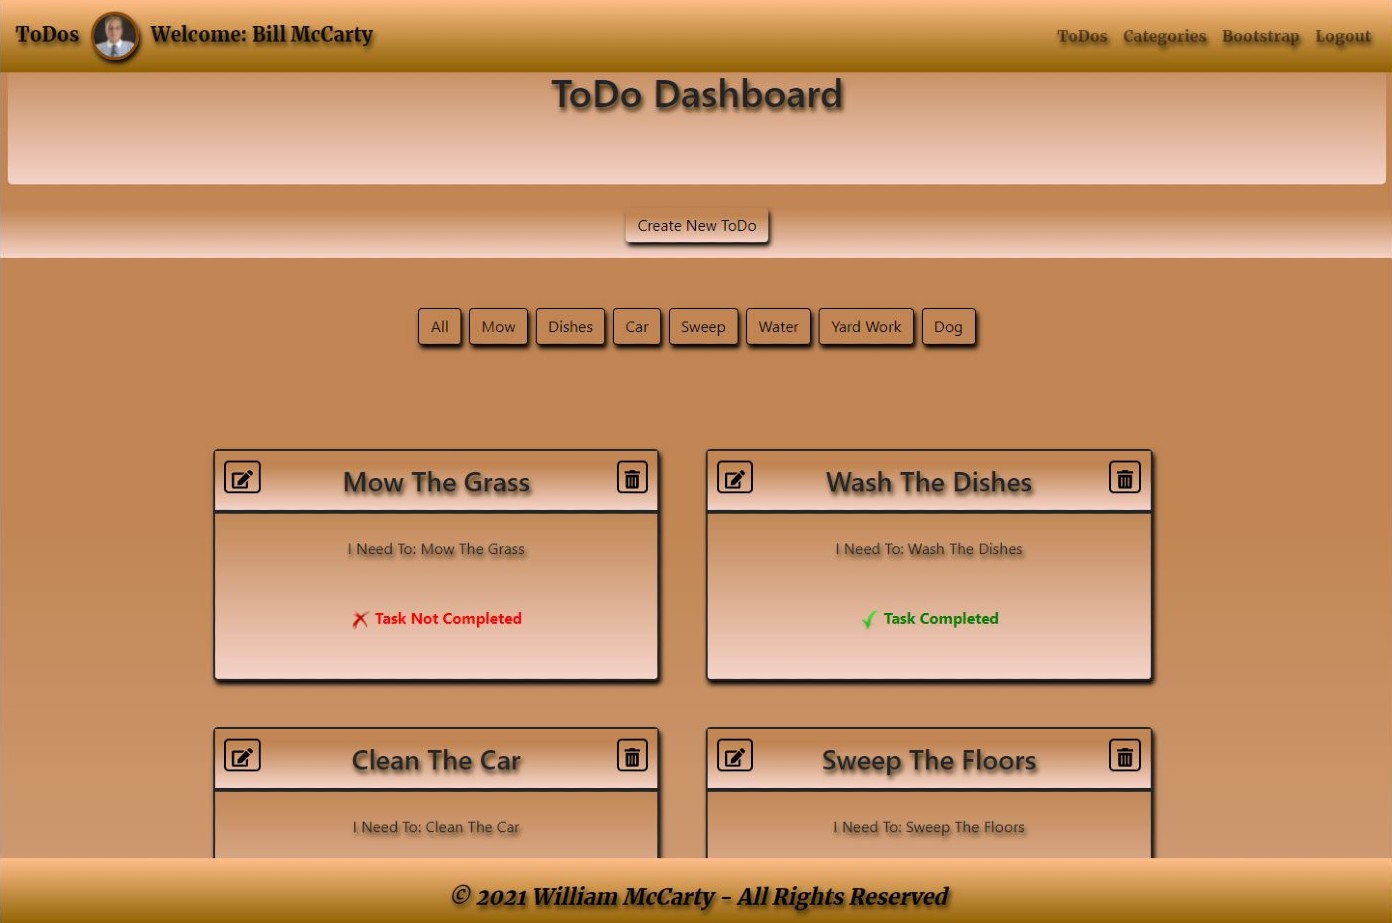 ToDos Welcome: Bill McCarty ToDos Categories Bootstrap Logout
ToDo Dashboard
Create New ToDo
All Mow Dishes Car Sweep Water Yard Work Dog
Mow The Grass
I Need To: Mow The Grass
Task Not Completed
Wash The Dishes
I Need To: Wash The Dishes
Task Completed
Clean The Car
I Need To: Clean The Car
Sweep The Floors
I Need To: Sweep The Floors
© 2021 William McCarty - All Rights Reserved